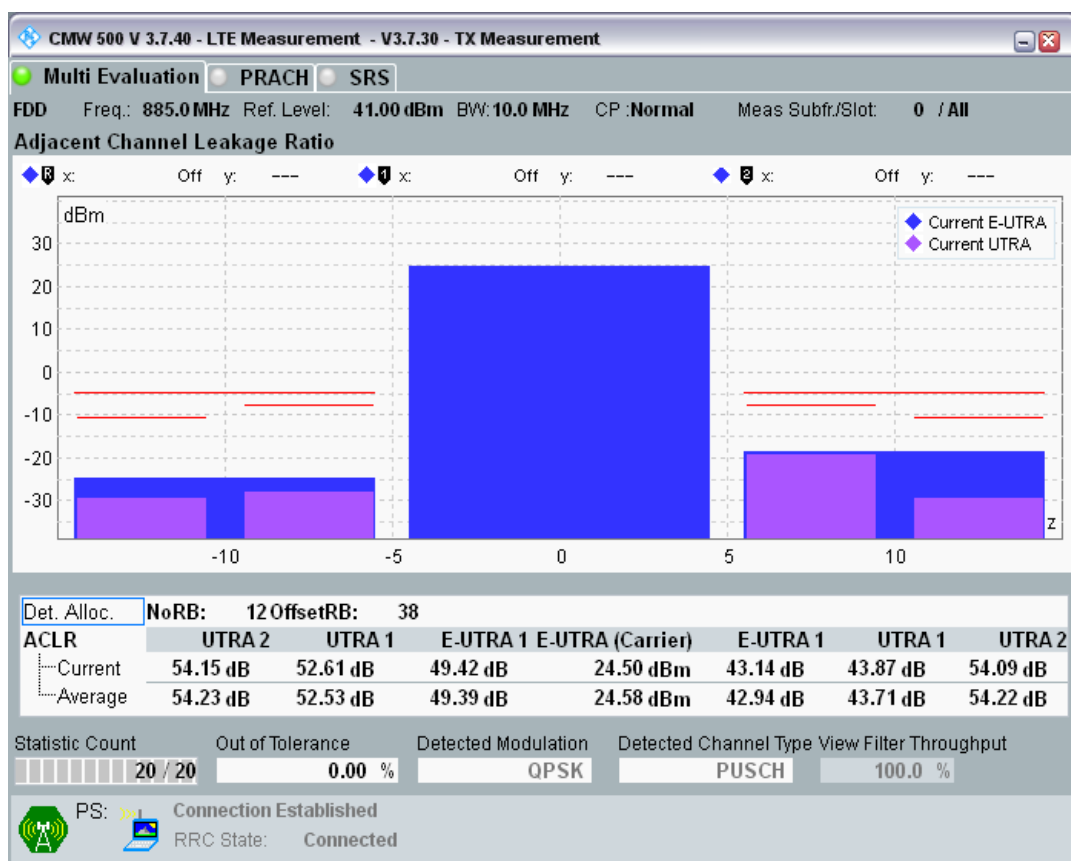 CMW 500 V 3.7.40 - LTE Measurement - V3.7.30 - TX Measurement
Multi Evaluation PRACH SRS
FDD Freq.: 885.0 MHz Ref. Level: 41.00 dBm BW: 10.0 MHz CP :Normal Meas Subfr./Slot: 0 / All
Adjacent Channel Leakage Ratio
R x: Off y: --- 1 x: Off y: --- 2 x: Off y: ---
dBm
Current E-UTRA
Current UTRA
30
20
10
0
-10
-20
-30
z
-10 -5 0 5 10
Det. Alloc. NoRB: 12 OffsetRB: 38
ACLR UTRA 2 UTRA 1 E-UTRA 1 E-UTRA (Carrier) E-UTRA 1 UTRA 1 UTRA 2
Current 54.15 dB 52.61 dB 49.42 dB 24.50 dBm 43.14 dB 43.87 dB 54.09 dB
Average 54.23 dB 52.53 dB 49.39 dB 24.58 dBm 42.94 dB 43.71 dB 54.22 dB
Statistic Count Out of Tolerance Detected Modulation Detected Channel Type View Filter Throughput
20 / 20 0.00 % QPSK PUSCH 100.0 %
PS: Connection Established
RRC State: Connected